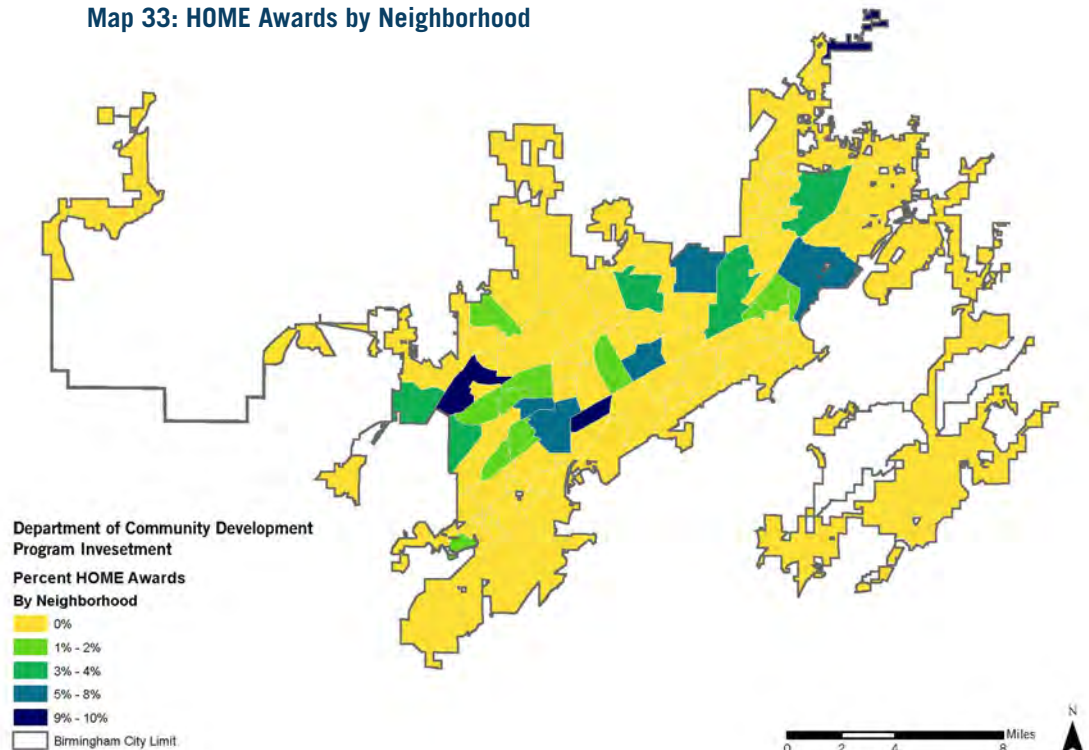 Map 33: HOME Awards by Neighborhood
Department of Community Development
Program Invesetment
Percent HOME Awards
By Neighborhood
0%
1% - 2%
3% - 4%
5% - 8%
9% - 10%
Birmingham City Limit
N
Miles
0 2 4 8